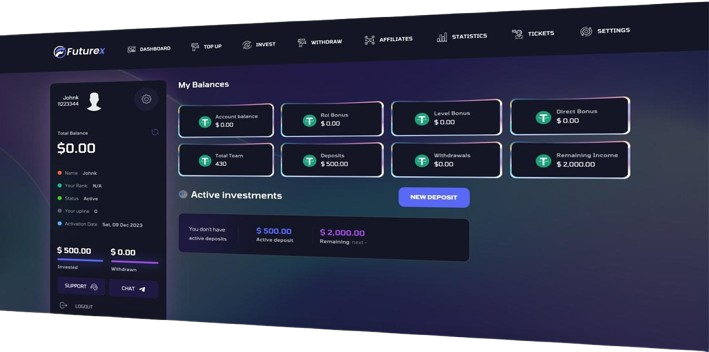 Futurex
DASHBOARD
TOP UP
INVEST
WITHDRAW
AFFILIATES
STATISTICS
TICKETS
SETTINGS
Johnk
11223344
Total Balance
$0.00
Name Johnk
Your Rank: N/A
Status Active
Your upline 0
Activation Date Sat, 09 Dec 2023
$ 500.00 $ 0.00
Invested Withdrawn
SUPPORT CHAT
LOGOUT
My Balances
Account balance
$ 0.00
Roi Bonus
$ 0.00
Level Bonus
$ 0.00
Direct Bonus
$ 0.00
Total Team
430
Deposits
$ 500.00
Withdrawals
$ 0.00
Remaining Income
$ 2,000.00
Active investments
NEW DEPOSIT
You don't have
active deposits
$ 500.00
Active deposit
$ 2,000.00
Remaining